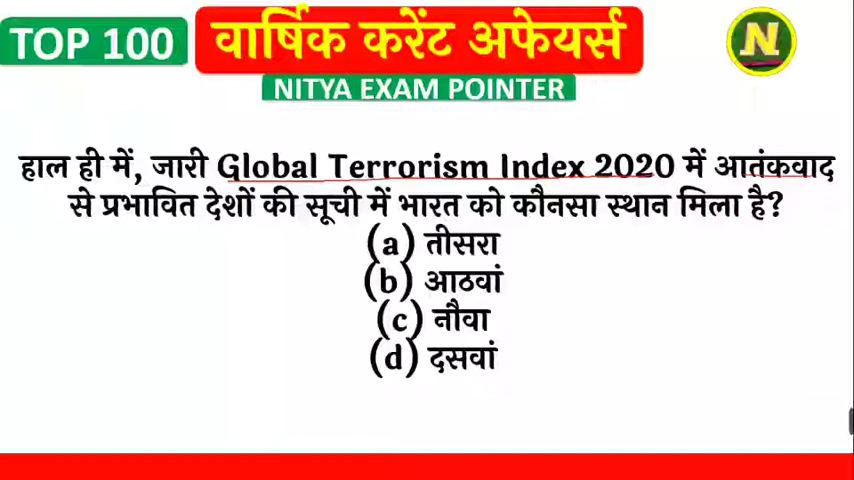 TOP 100
वार्षिक करेंट अफेयर्स
N
NITYA EXAM POINTER
हाल ही में, जारी Global Terrorism Index 2020 में आतंकवाद
से प्रभावित देशों की सूची में भारत को कौनसा स्थान मिला है?
(a) तीसरा
(b) आठवां
(c) नौवा
(d) दसवां